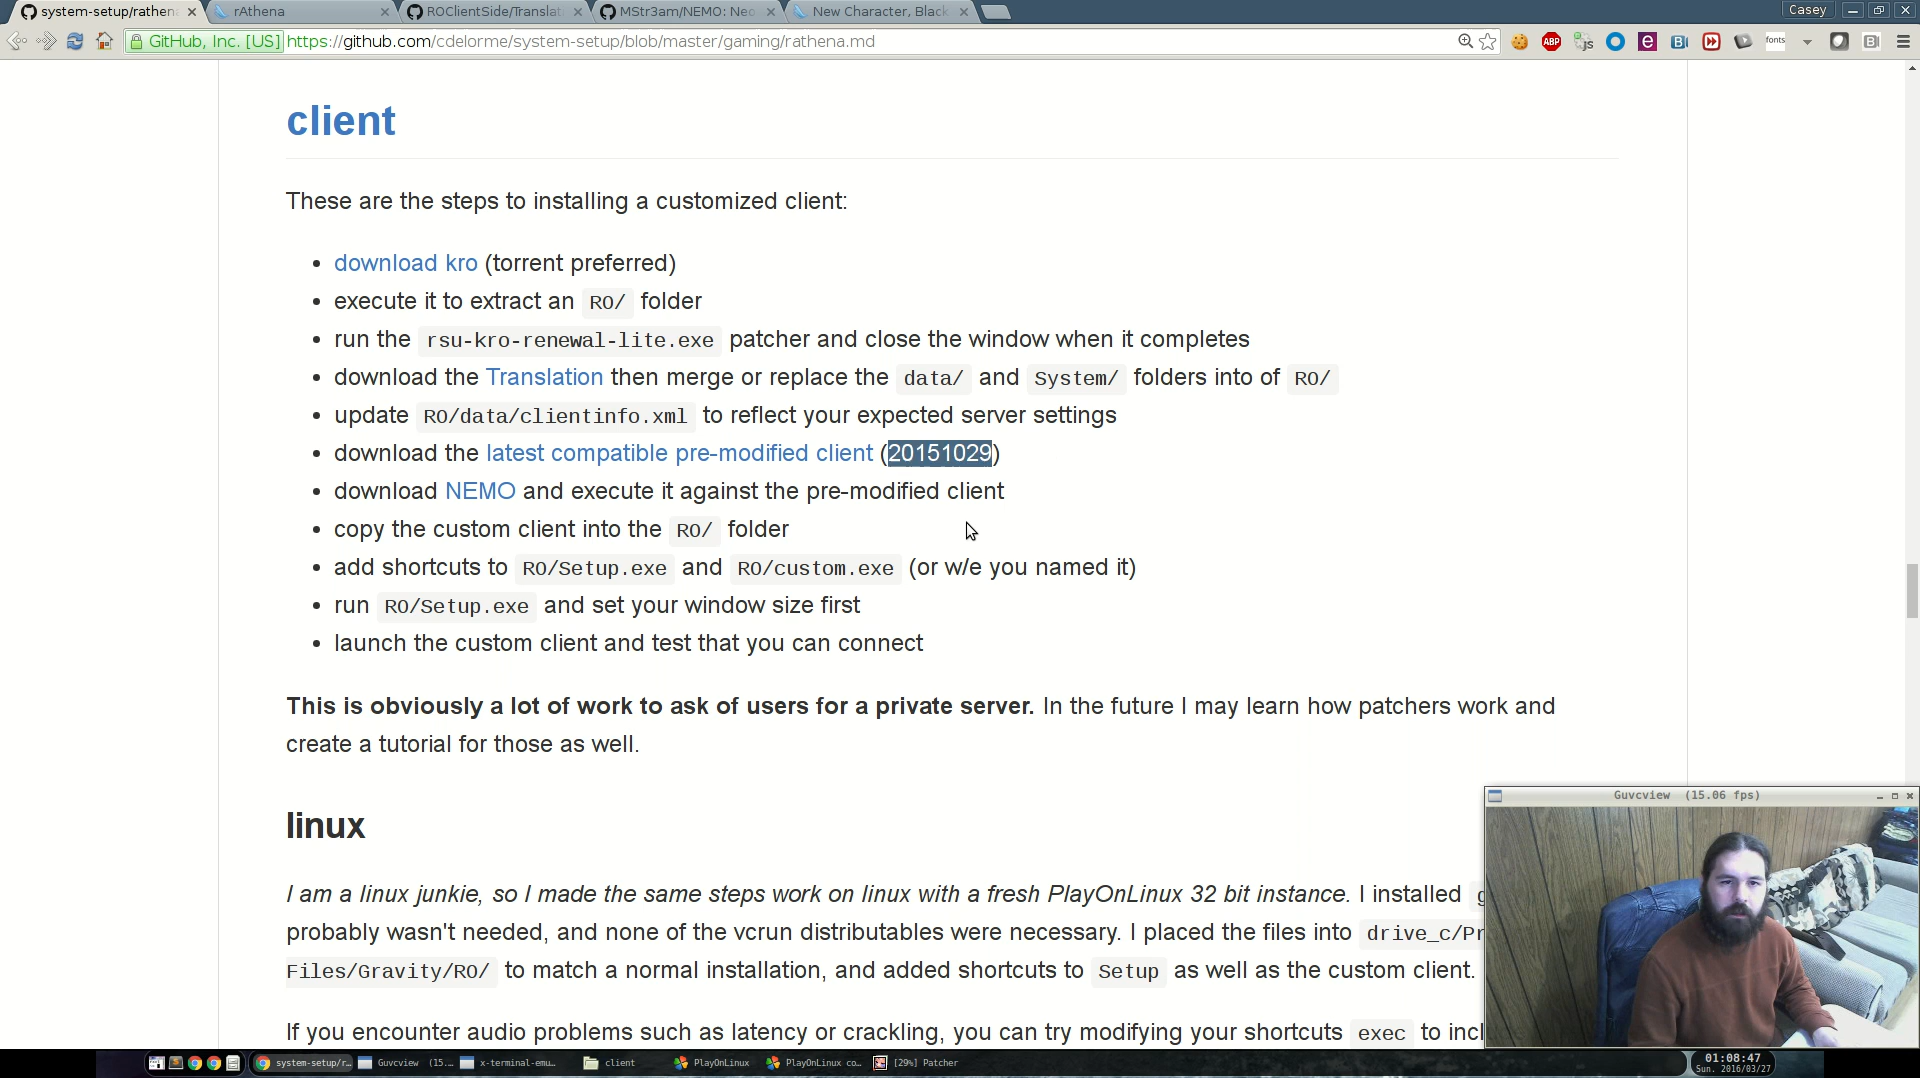 system-setup/rathen
rAthena
ROClientSide/Translat
MStr3am/NEMO: Neo
New Character, Black
Casey
GitHub, Inc. [US] https://github.com/cdelorme/system-setup/blob/master/gaming/rathena.md
client
These are the steps to installing a customized client:
• download kro (torrent preferred)
• execute it to extract an RO/ folder
• run the rsu-kro-renewal-lite.exe patcher and close the window when it completes
• download the Translation then merge or replace the data/ and System/ folders into of RO/
• update RO/data/clientinfo.xml to reflect your expected server settings
• download the latest compatible pre-modified client (20151029)
• download NEMO and execute it against the pre-modified client
• copy the custom client into the RO/ folder
• add shortcuts to RO/Setup.exe and RO/custom.exe (or w/e you named it)
• run RO/Setup.exe and set your window size first
• launch the custom client and test that you can connect
This is obviously a lot of work to ask of users for a private server. In the future I may learn how patchers work and
create a tutorial for those as well.
Guvcview (15.06 fps)
linux
I am a linux junkie, so I made the same steps work on linux with a fresh PlayOnLinux 32 bit instance. I installed g
probably wasn't needed, and none of the vcrun distributables were necessary. I placed the files into drive_c/Pr
Files/Gravity/RO/ to match a normal installation, and added shortcuts to Setup as well as the custom client.
If you encounter audio problems such as latency or crackling, you can try modifying your shortcuts exec to incl
system-setup/r...
Guvcview (15...
x-terminal-emu...
client
PlayOnLinux
PlayOnLinux co...
[29%] Patcher
01:08:47
Sun. 2016/03/27